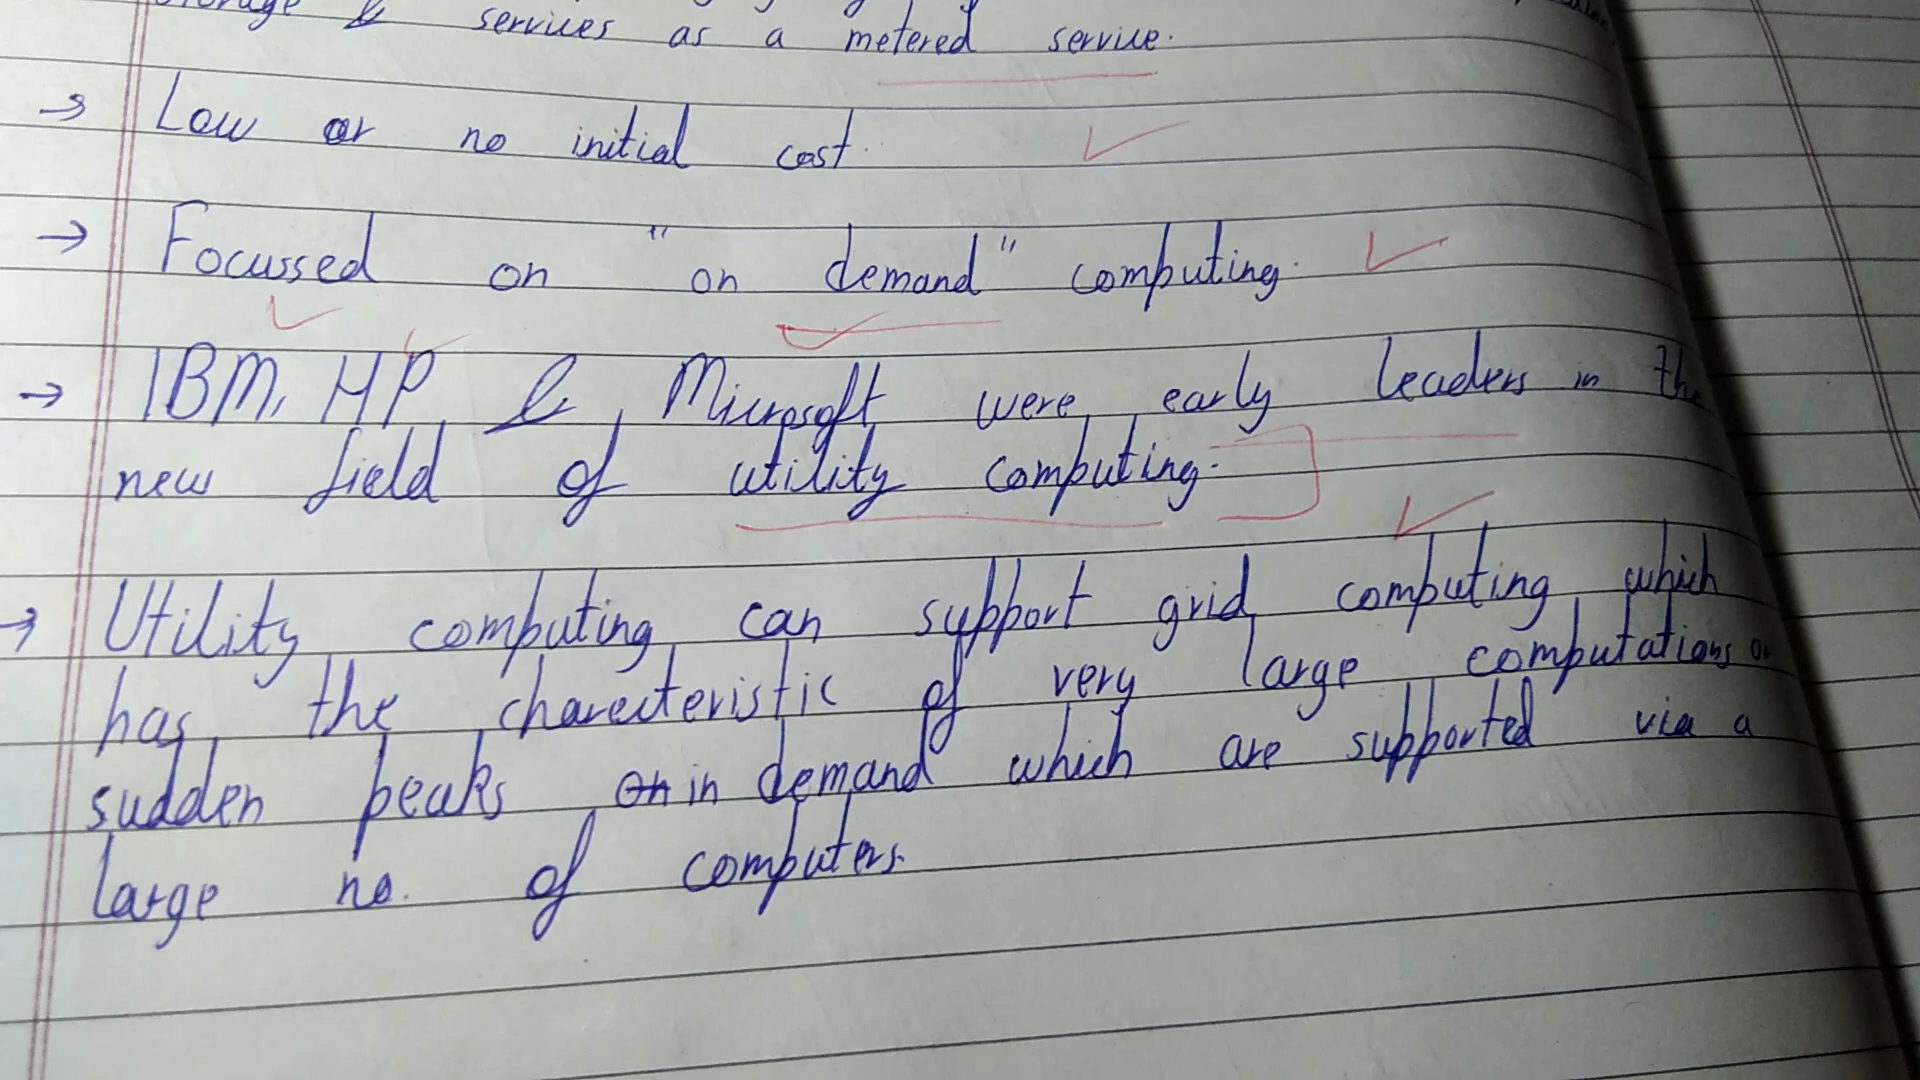 storage & services as a metered service.
→ Low or no initial cost.
→ Focussed on "on demand" computing.
→ IBM, HP & Microsoft were early leaders in the
new field of utility computing.
→ Utility computing can support grid computing which
has the charecteristic of very large computations or
sudden peaks in demand which are supported via a
large no. of computers.